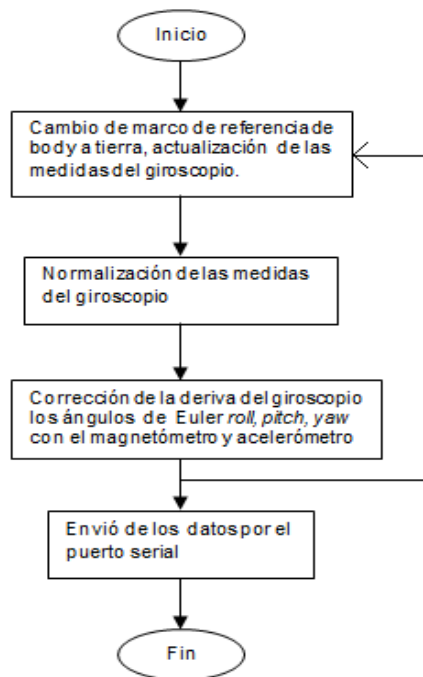 Inicio
Cambio de marco de referencia de
body a tierra, actualización de las
medidas del giroscopio.
Normalización de las medidas
del giroscopio
Corrección de la deriva del giroscopio
los ángulos de Euler roll, pitch, yaw
con el magnetómetro y acelerómetro
Envió de los datos por el
puerto serial
Fin